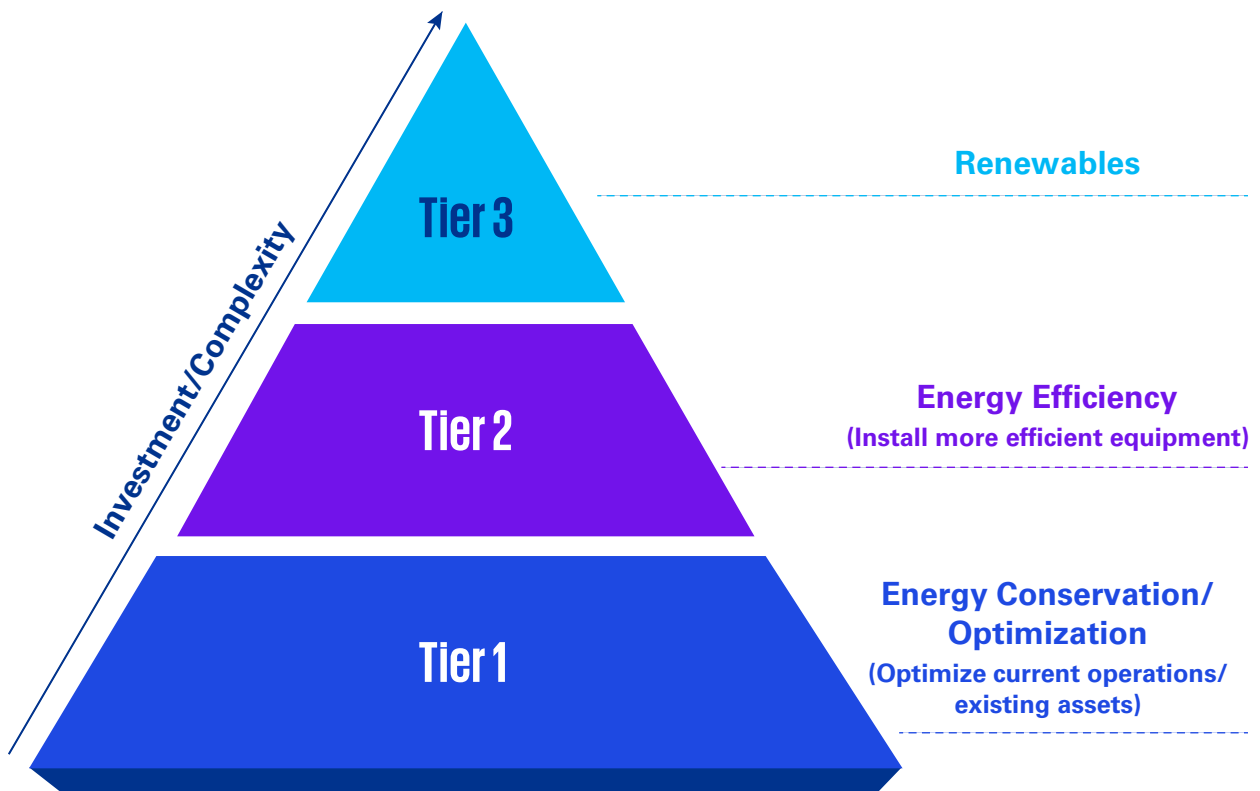 Investment/Complexity
Tier 3
Renewables
Tier 2
Energy Efficiency
(Install more efficient equipment)
Tier 1
Energy Conservation/
Optimization
(Optimize current operations/
existing assets)